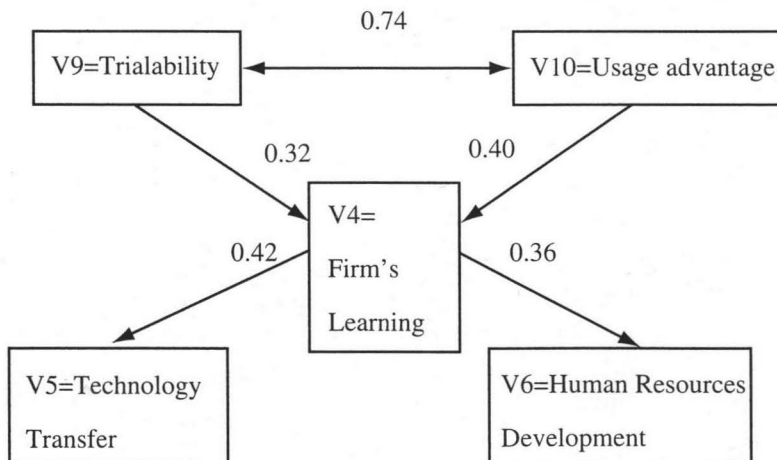 0.74
V9=Trialability
V10=Usage advantage
0.32
0.40
V4=
Firm's
Learning
0.42
0.36
V5=Technology
Transfer
V6=Human Resources
Development